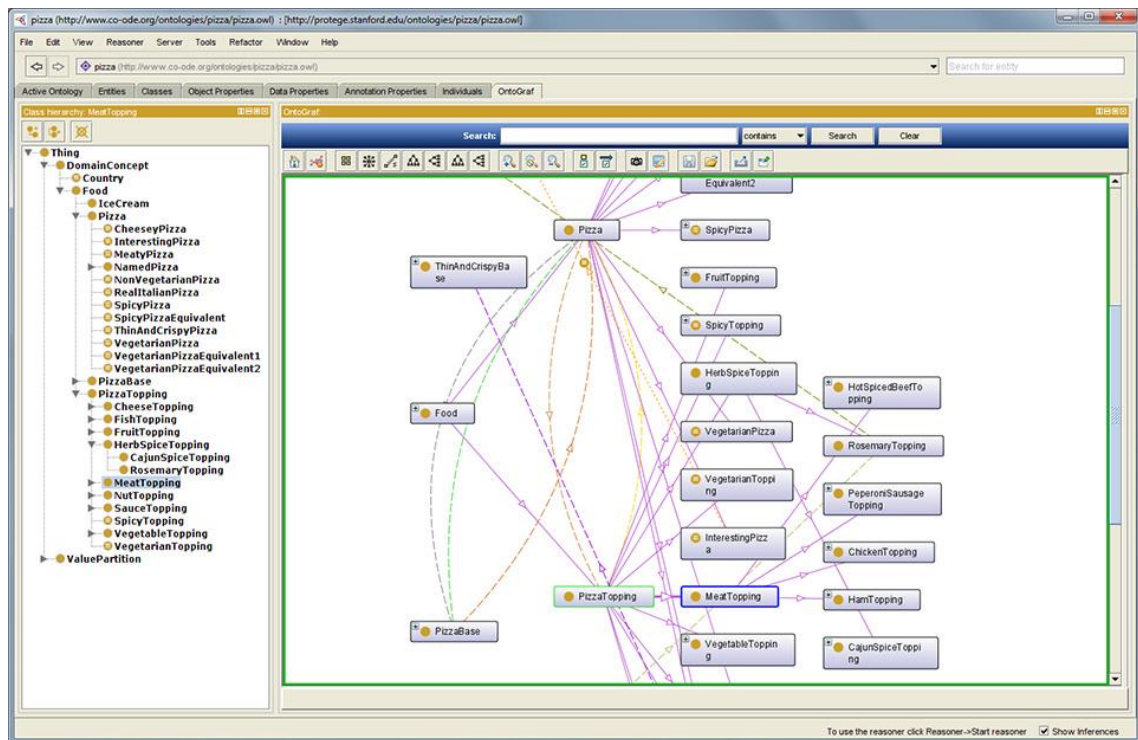 pizza (http://www.co-ode.org/ontologies/pizza/pizza.owl) : [http://protege.stanford.edu/ontologies/pizza/pizza.owl]
File Edit View Reasoner Server Tools Refactor Window Help
pizza (http://www.co-ode.org/ontologies/pizza/pizza.owl)
Search for entity
Active Ontology Entities Classes Object Properties Data Properties Annotation Properties Individuals OntoGraf
Class hierarchy: MeatTopping
Thing
DomainConcept
Country
Food
IceCream
Pizza
CheeseyPizza
InterestingPizza
MeatyPizza
NamedPizza
NonVegetarianPizza
RealItalianPizza
SpicyPizza
SpicyPizzaEquivalent
ThinAndCrispyPizza
VegetarianPizza
VegetarianPizzaEquivalent1
VegetarianPizzaEquivalent2
PizzaBase
PizzaTopping
CheeseTopping
FishTopping
FruitTopping
HerbSpiceTopping
CajunSpiceTopping
RosemaryTopping
MeatTopping
NutTopping
SauceTopping
SpicyTopping
VegetableTopping
VegetarianTopping
ValuePartition
OntoGraf
Search: contains Search Clear
Equivalent2
Pizza
SpicyPizza
ThinAndCrispyBa
se
FruitTopping
SpicyTopping
HerbSpiceToppin
g
HotSpicedBeefTo
pping
Food
VegetarianPizza
RosemaryTopping
VegetarianToppi
ng
PeperoniSausage
Topping
InterestingPizz
a
ChickenTopping
PizzaTopping
MeatTopping
HamTopping
PizzaBase
VegetableToppin
g
CajunSpiceToppi
ng
To use the reasoner click Reasoner->Start reasoner Show Inferences